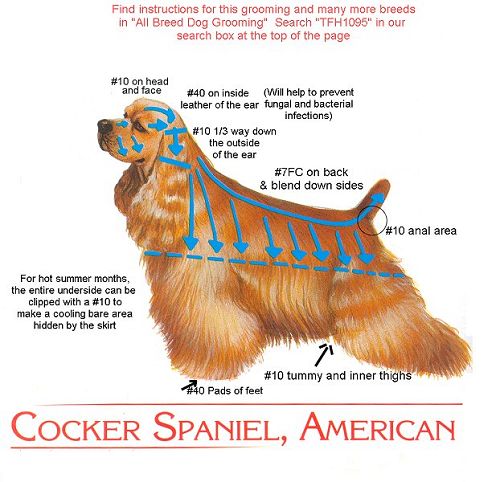 Find instructions for this grooming and many more breeds
in "All Breed Dog Grooming"  Search "TFH1095" in our
search box at the top of the page
#10 on head
and face
#40 on inside
leather of the ear
(Will help to prevent
fungal and bacterial
infections)
#10 1/3 way down
the outside
of the ear
#7FC on back
& blend down sides
#10 anal area
For hot summer months,
the entire underside can be
clipped with a #10 to
make a cooling bare area
hidden by the skirt
#10 tummy and inner thighs
#40 Pads of feet
COCKER SPANIEL, AMERICAN